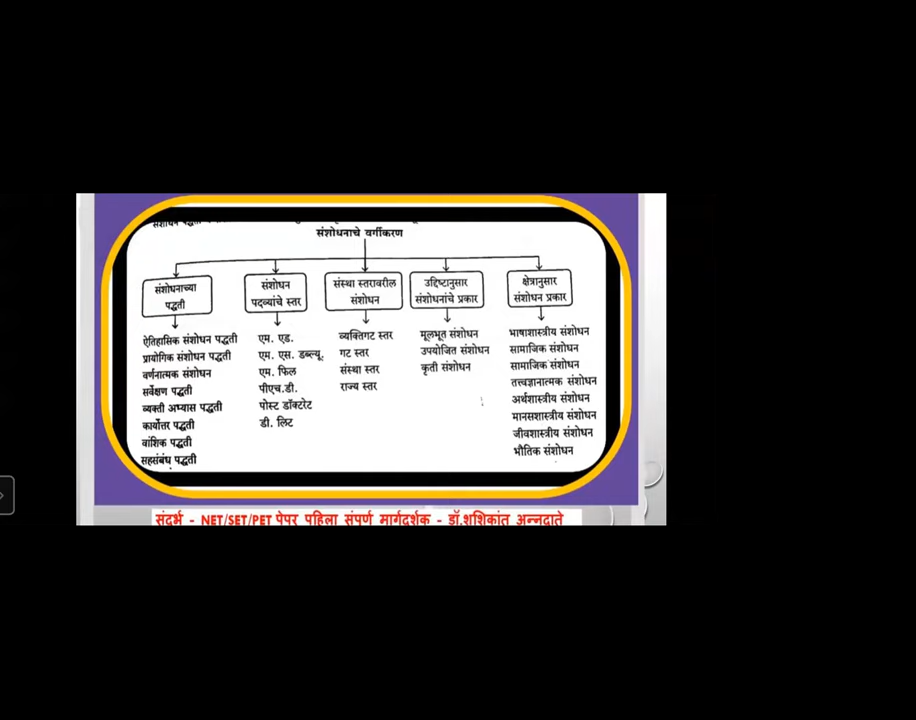 संशोधन पद्धती
संशोधनाचे वर्गीकरण
संशोधनाच्या
पद्धती
ऐतिहासिक संशोधन पद्धती
प्रायोगिक संशोधन पद्धती
वर्णनात्मक संशोधन
सर्वेक्षण पद्धती
व्यक्ती अभ्यास पद्धती
कार्योत्तर पद्धती
वांशिक पद्धती
सहसंबंध पद्धती
संशोधन
पदव्यांचे स्तर
एम. एड.
एम. एस. डब्ल्यू.
एम. फिल
पीएच.डी.
पोस्ट डॉक्टरेट
डी. लिट
संस्था स्तरावरील
संशोधन
व्यक्तिगट स्तर
गट स्तर
संस्था स्तर
राज्य स्तर
उद्दिष्टानुसार
संशोधनांचे प्रकार
मूलभूत संशोधन
उपयोजित संशोधन
कृती संशोधन
क्षेत्रानुसार
संशोधन प्रकार
भाषाशास्त्रीय संशोधन
सामाजिक संशोधन
सामाजिक संशोधन
तत्त्वज्ञानात्मक संशोधन
अर्थशास्त्रीय संशोधन
मानसशास्त्रीय संशोधन
जीवशास्त्रीय संशोधन
भौतिक संशोधन
संदर्भ - NET/SET/PET पेपर पहिला संपूर्ण मार्गदर्शक - डॉ.शशिकांत अन्नदाते